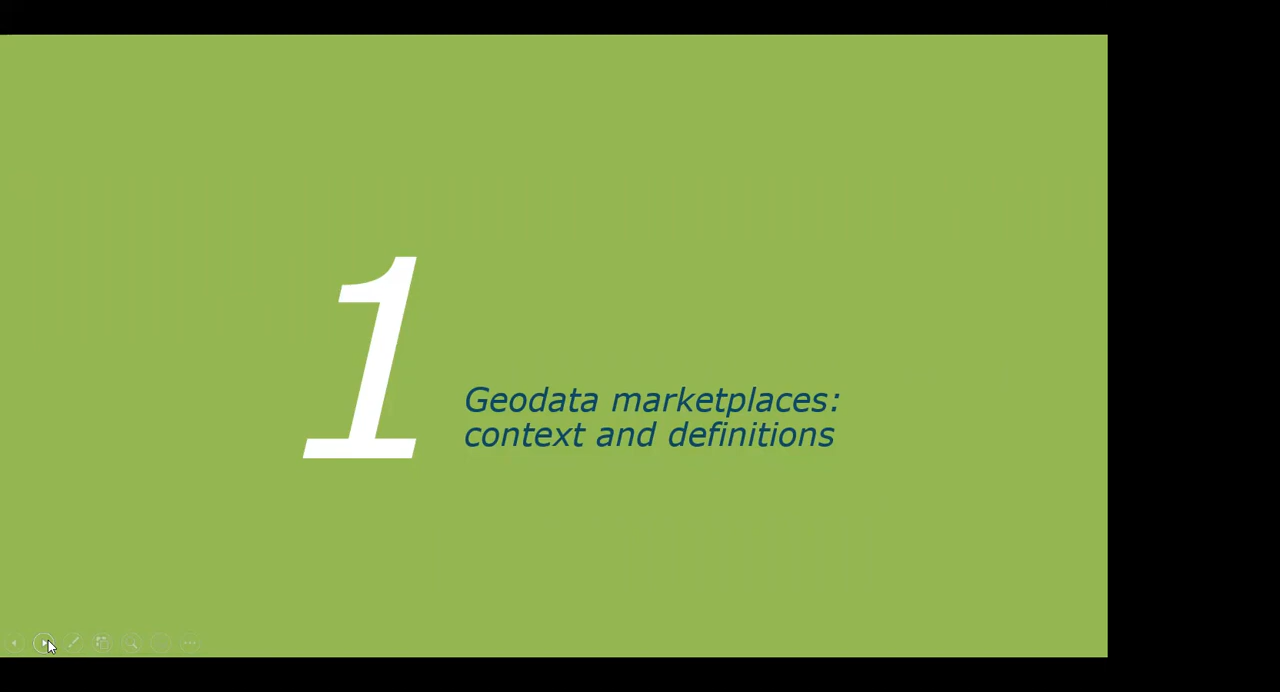 1
Geodata marketplaces:
context and definitions